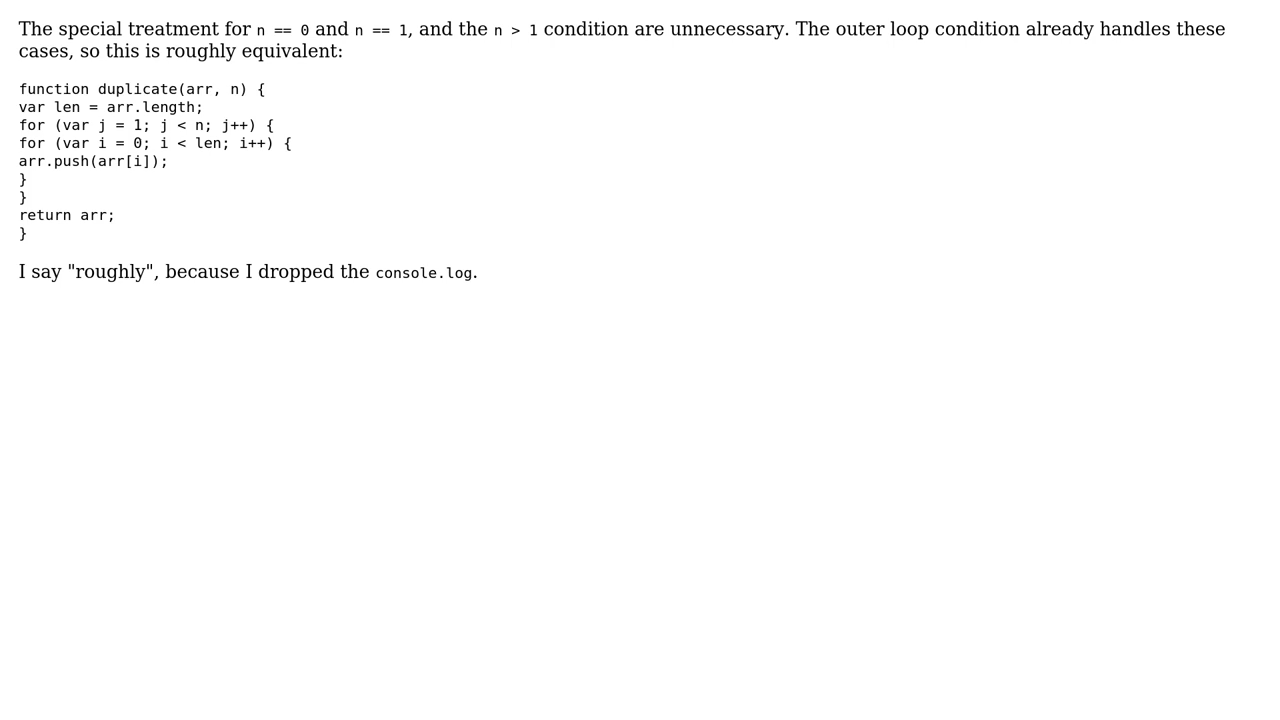 The special treatment for n == 0 and n == 1, and the n > 1 condition are unnecessary. The outer loop condition already handles these
cases, so this is roughly equivalent:
function duplicate(arr, n) {
var len = arr.length;
for (var j = 1; j < n; j++) {
for (var i = 0; i < len; i++) {
arr.push(arr[i]);
}
}
return arr;
}
I say "roughly", because I dropped the console.log.